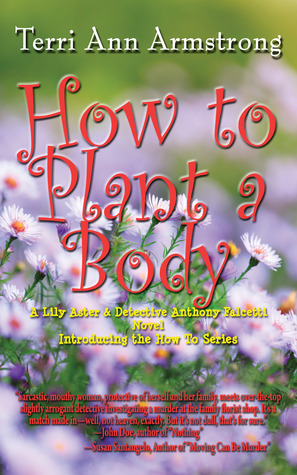 Terri Ann Armstrong
How to
Plant a
Body
A Lily Aster & Detective Anthony Falcetti
Novel
Introducing the How To Series
"Sarcastic, mouthy woman, protective of herself and her family, meets over-the-top
slightly arrogant detective investigating a murder at the family florist shop. It's a
match made in--well, not heaven, exactly. But it's not dull, that's for sure."
--John Doe, author of "Nothing"
--Susan Santangelo, Author of "Moving Can Be Murder"